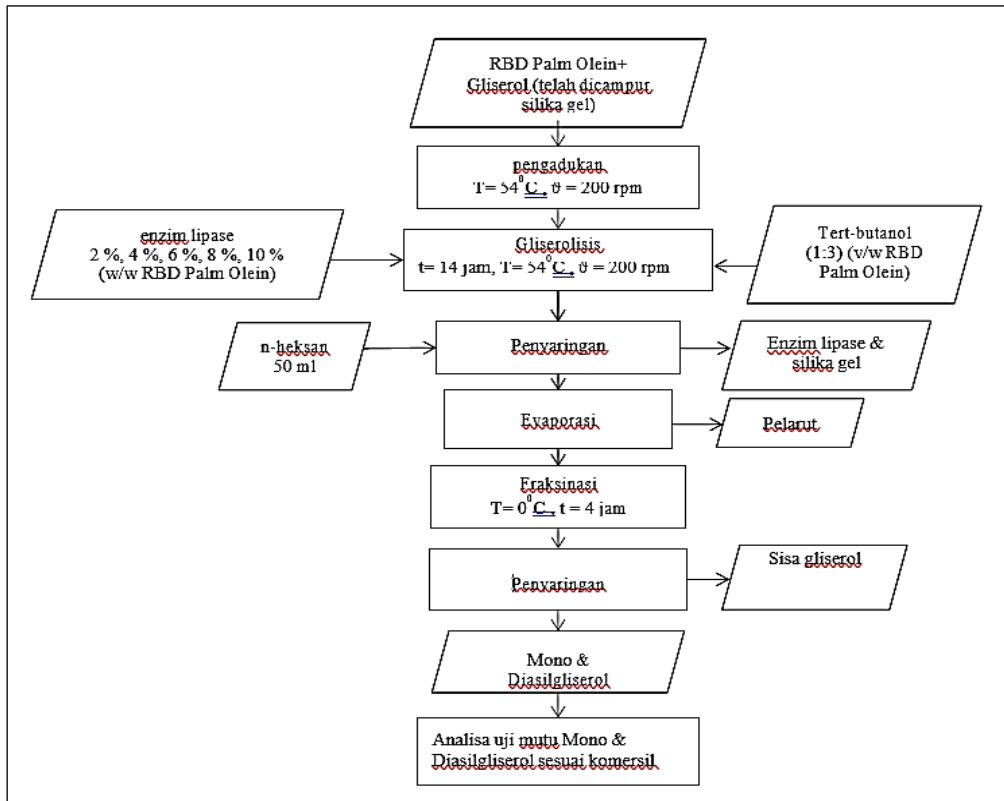 RBD Palm Olein+
Gliserol (telah dicampur
silika gel)
pengadukan
T= 54⁰C , ϑ = 200 rpm
enzim lipase
2 %, 4 %, 6 %, 8 %, 10 %
(w/w RBD Palm Olein)
Gliserolisis
t= 14 jam, T= 54⁰C , ϑ = 200 rpm
Tert-butanol
(1:3) (v/w RBD
Palm Olein)
n-heksan
50 ml
Penyaringan
Enzim lipase &
silika gel
Evaporasi
Pelarut
Fraksinasi
T= 0⁰C , t = 4 jam
Penyaringan
Sisa gliserol
Mono &
Diasilgliserol
Analisa uji mutu Mono &
Diasilgliserol sesuai komersil